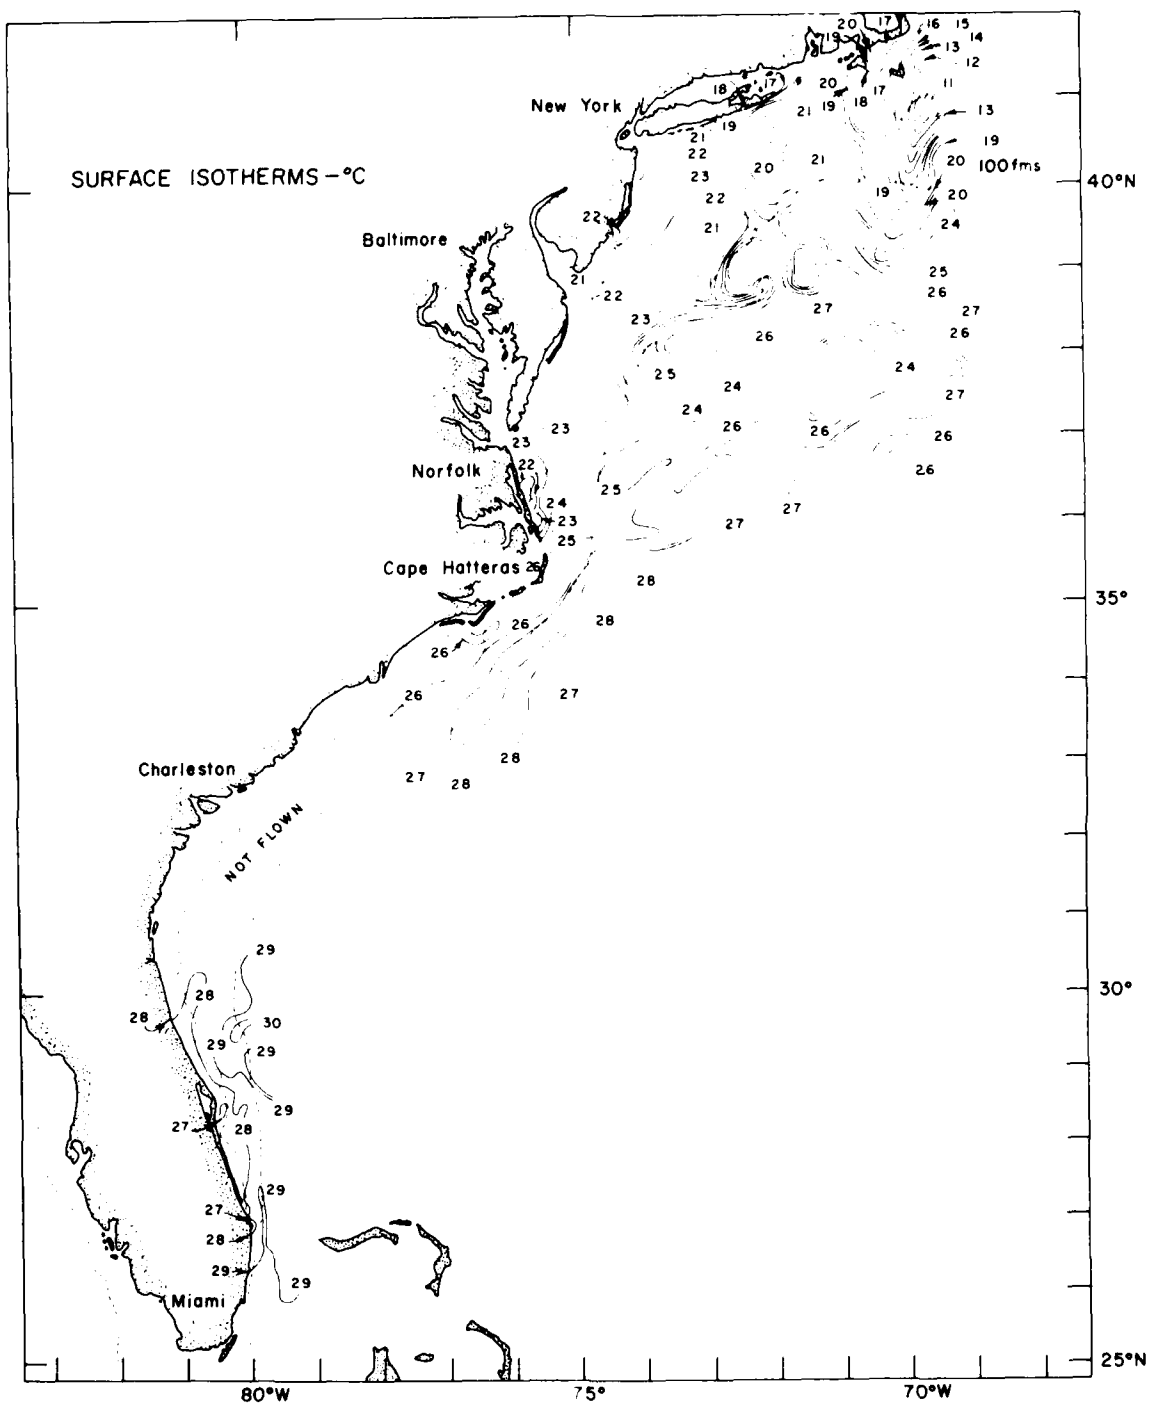 20 17 16 15
19 13 14
12
18 17 20 17 11
New York 19 18
21 13
19
21 19
22 20 21 20 100fms
SURFACE ISOTHERMS-°C 23 40°N
22 19 20
22 21 24
Baltimore
21 25
22 26
23 27 27
26 26
25 24 24
24 27
23 23 26 26 26
Norfolk 22 26
24 25
23 27 27
25
Cape Hatteras 26 28
35°
26 28
26
26 27
28
Charleston 27 28
NOT FLOWN
29
28 30°
28 30
29 29
29
27 28
29
27
28
29 29
Miami
25°N
80°W 75° 70°W